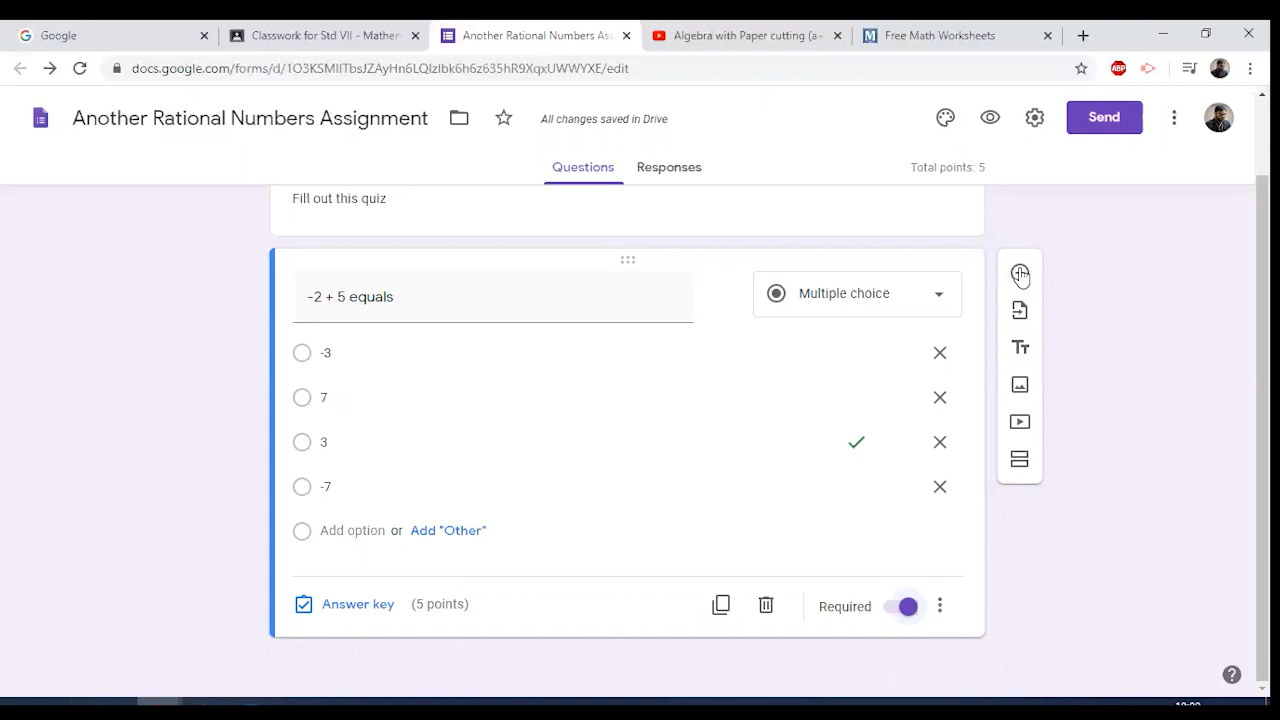 Google
Classwork for Std VII - Mather
Another Rational Numbers As
Algebra with Paper cutting (a-
Free Math Worksheets
docs.google.com/forms/d/1O3KSMIITbsJZAyHn6LQIzIbk6h6z635hR9XqxUWWYXE/edit
ABP
Another Rational Numbers Assignment
All changes saved in Drive
Send
Questions
Responses
Total points: 5
Fill out this quiz
-2 + 5 equals
Multiple choice
-3
7
3
-7
Add option or Add "Other"
Answer key
(5 points)
Required